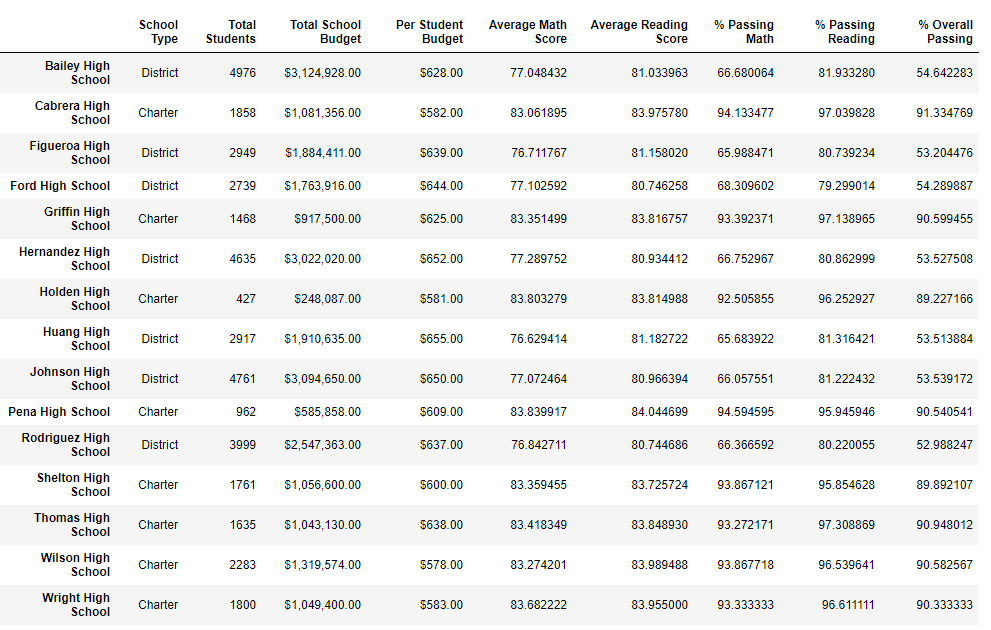 School Type Total Students Total School Budget Per Student Budget Average Math Score Average Reading Score % Passing Math % Passing Reading % Overall Passing
Bailey High School District 4976 $3,124,928.00 $628.00 77.048432 81.033963 66.680064 81.933280 54.642283
Cabrera High School Charter 1858 $1,081,356.00 $582.00 83.061895 83.975780 94.133477 97.039828 91.334769
Figueroa High School District 2949 $1,884,411.00 $639.00 76.711767 81.158020 65.988471 80.739234 53.204476
Ford High School District 2739 $1,763,916.00 $644.00 77.102592 80.746258 68.309602 79.299014 54.289887
Griffin High School Charter 1468 $917,500.00 $625.00 83.351499 83.816757 93.392371 97.138965 90.599455
Hernandez High School District 4635 $3,022,020.00 $652.00 77.289752 80.934412 66.752967 80.862999 53.527508
Holden High School Charter 427 $248,087.00 $581.00 83.803279 83.814988 92.505855 96.252927 89.227166
Huang High School District 2917 $1,910,635.00 $655.00 76.629414 81.182722 65.683922 81.316421 53.513884
Johnson High School District 4761 $3,094,650.00 $650.00 77.072464 80.966394 66.057551 81.222432 53.539172
Pena High School Charter 962 $585,858.00 $609.00 83.839917 84.044699 94.594595 95.945946 90.540541
Rodriguez High School District 3999 $2,547,363.00 $637.00 76.842711 80.744686 66.366592 80.220055 52.988247
Shelton High School Charter 1761 $1,056,600.00 $600.00 83.359455 83.725724 93.867121 95.854628 89.892107
Thomas High School Charter 1635 $1,043,130.00 $638.00 83.418349 83.848930 93.272171 97.308869 90.948012
Wilson High School Charter 2283 $1,319,574.00 $578.00 83.274201 83.989488 93.867718 96.539641 90.582567
Wright High School Charter 1800 $1,049,400.00 $583.00 83.682222 83.955000 93.333333 96.611111 90.333333